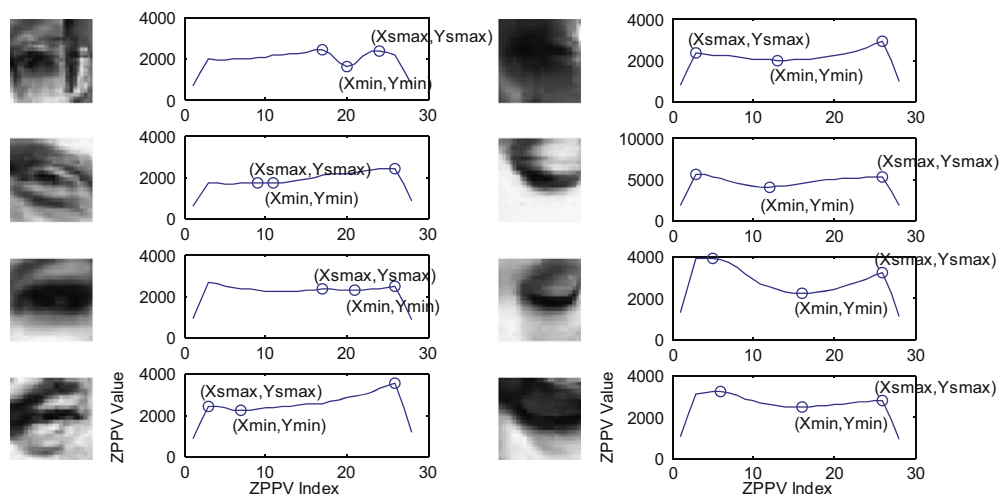 4000
2000
0
0 10 20 30
(Xsmax,Ysmax)
(Xmin,Ymin)
4000
2000
0
0 10 20 30
(Xsmax,Ysmax)
(Xmin,Ymin)
4000
2000
0
0 10 20 30
(Xsmax,Ysmax)
(Xmin,Ymin)
ZPPV Value
4000
2000
0
0 10 20 30
(Xsmax,Ysmax)
(Xmin,Ymin)
ZPPV Index
4000
2000
0
0 10 20 30
(Xsmax,Ysmax)
(Xmin,Ymin)
10000
5000
0
0 10 20 30
(Xsmax,Ysmax)
(Xmin,Ymin)
4000
2000
0
0 10 20 30
(Xsmax,Ysmax)
(Xmin,Ymin)
ZPPV Value
4000
2000
0
0 10 20 30
(Xsmax,Ysmax)
(Xmin,Ymin)
ZPPV Index